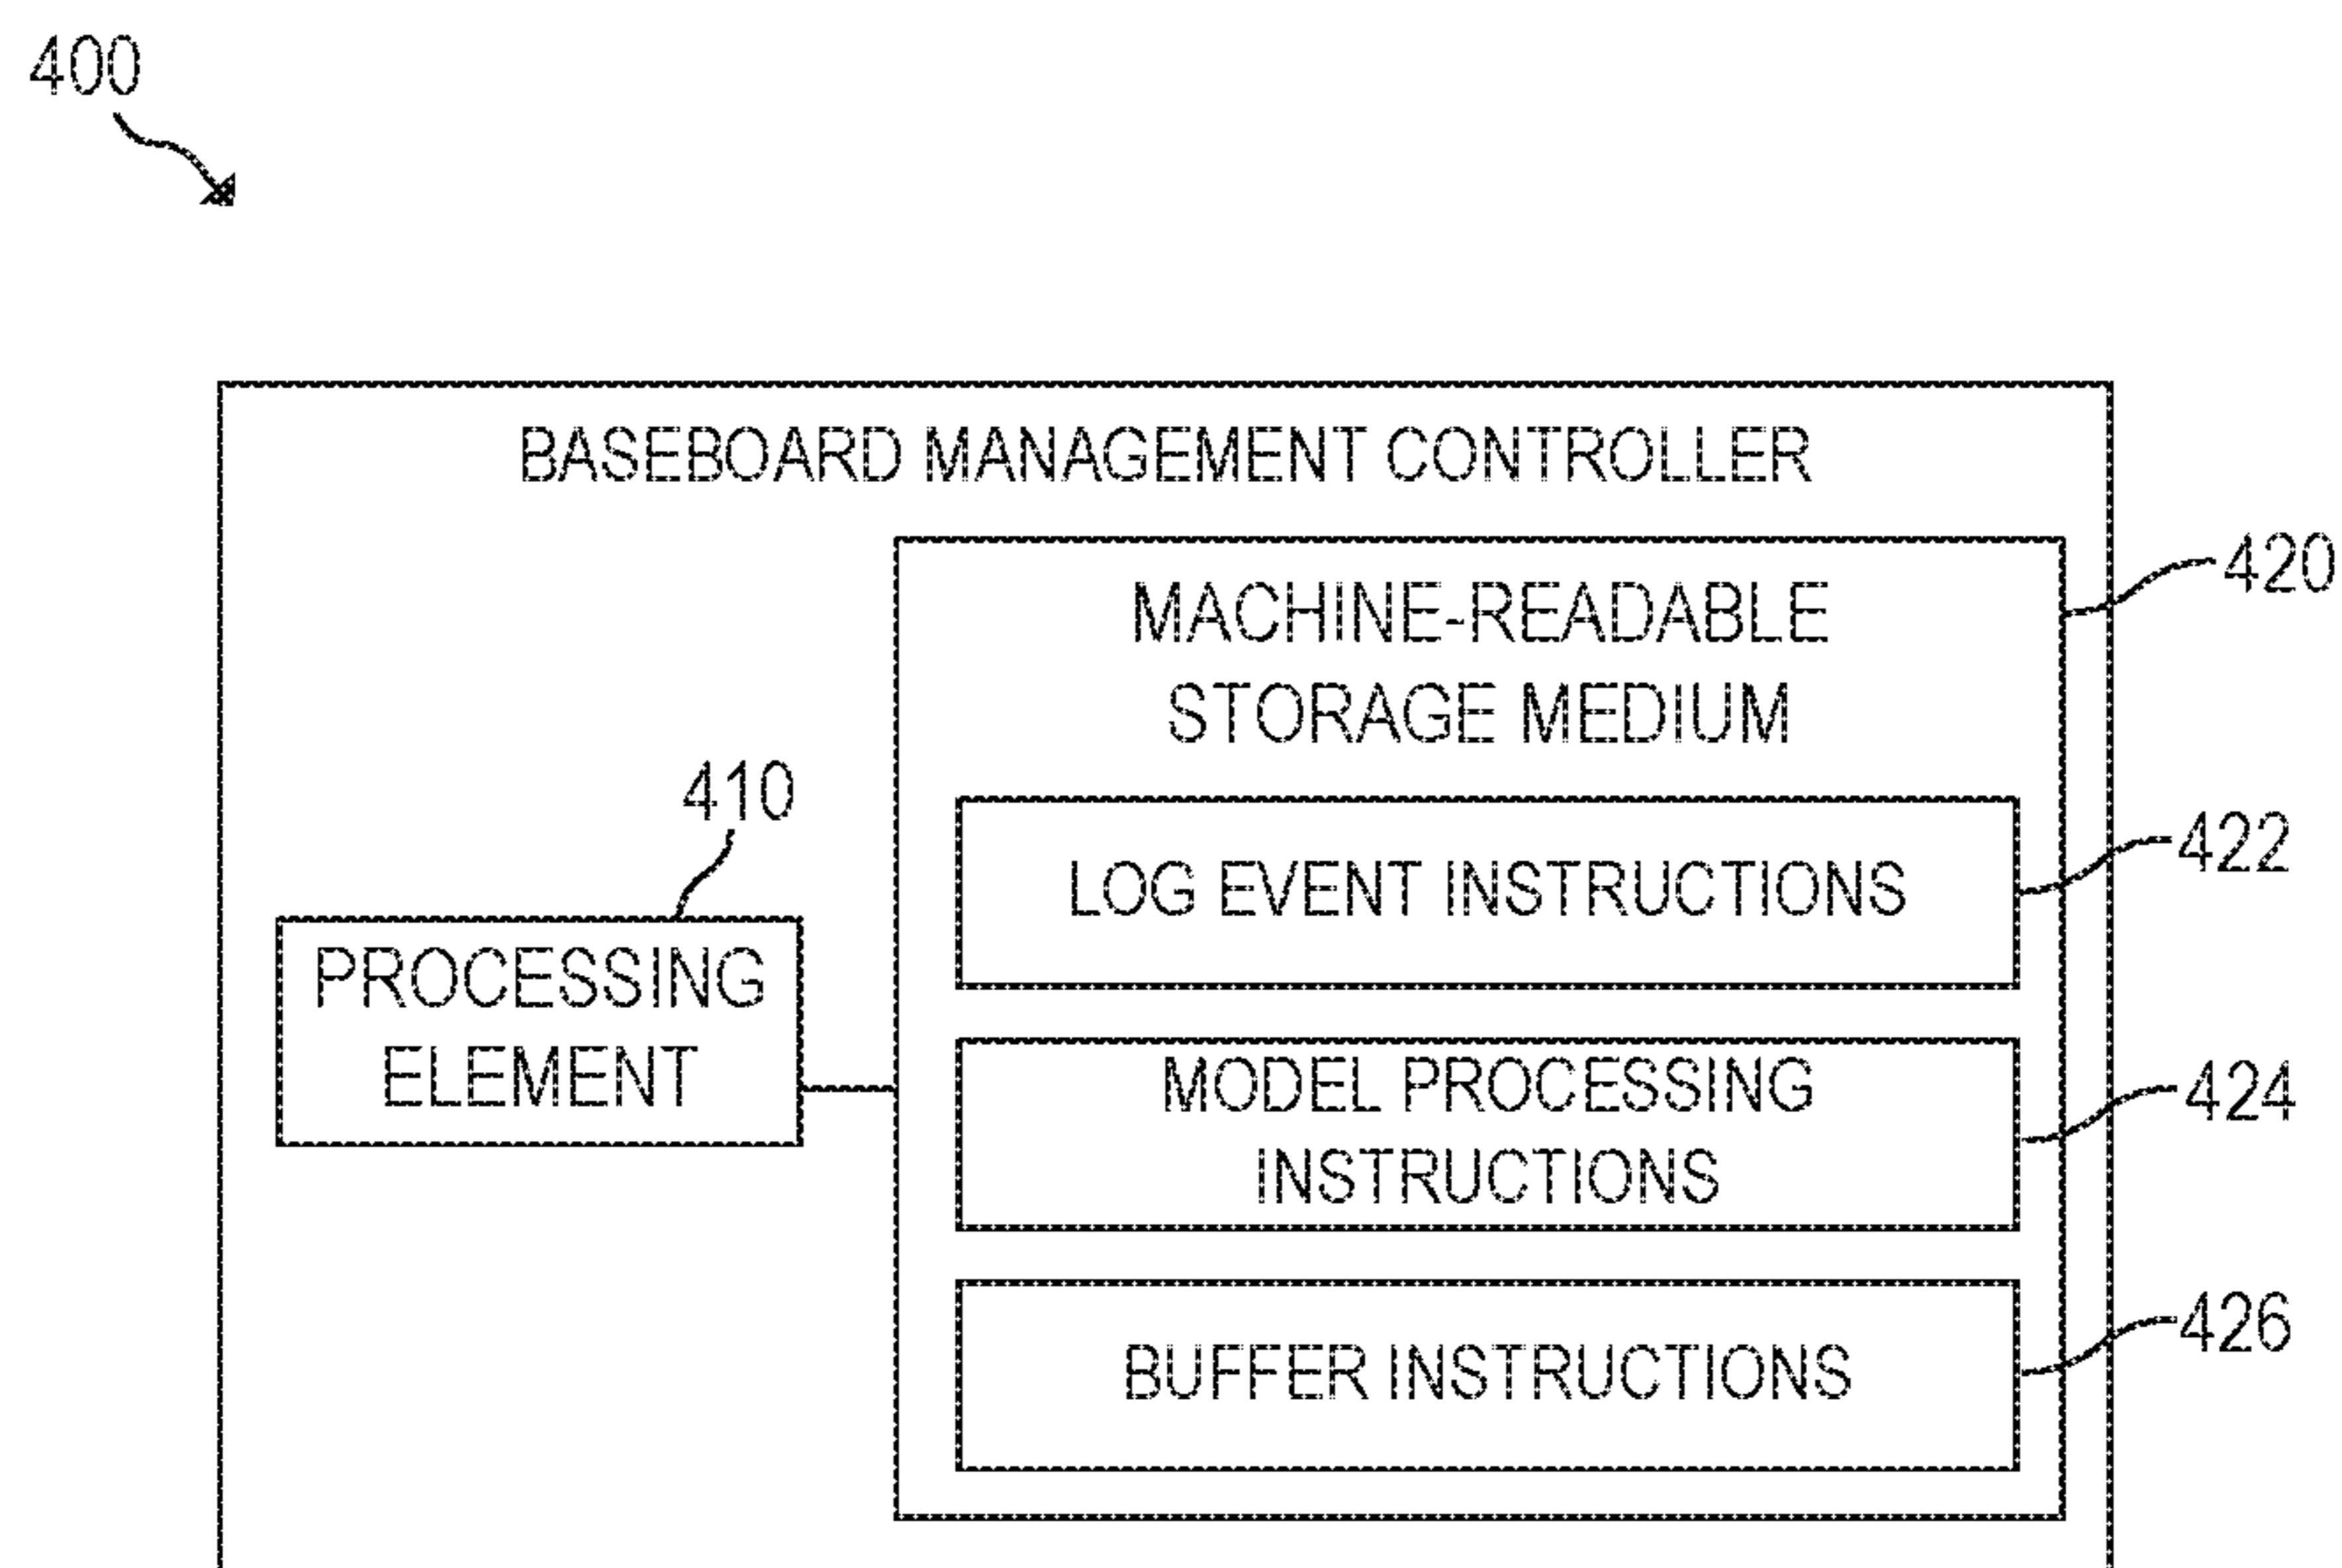 400
BASEBOARD MANAGEMENT CONTROLLER
420
MACHINE-READABLE
STORAGE MEDIUM
410
422
LOG EVENT INSTRUCTIONS
PROCESSING
ELEMENT
424
MODEL PROCESSING
INSTRUCTIONS
426
BUFFER INSTRUCTIONS